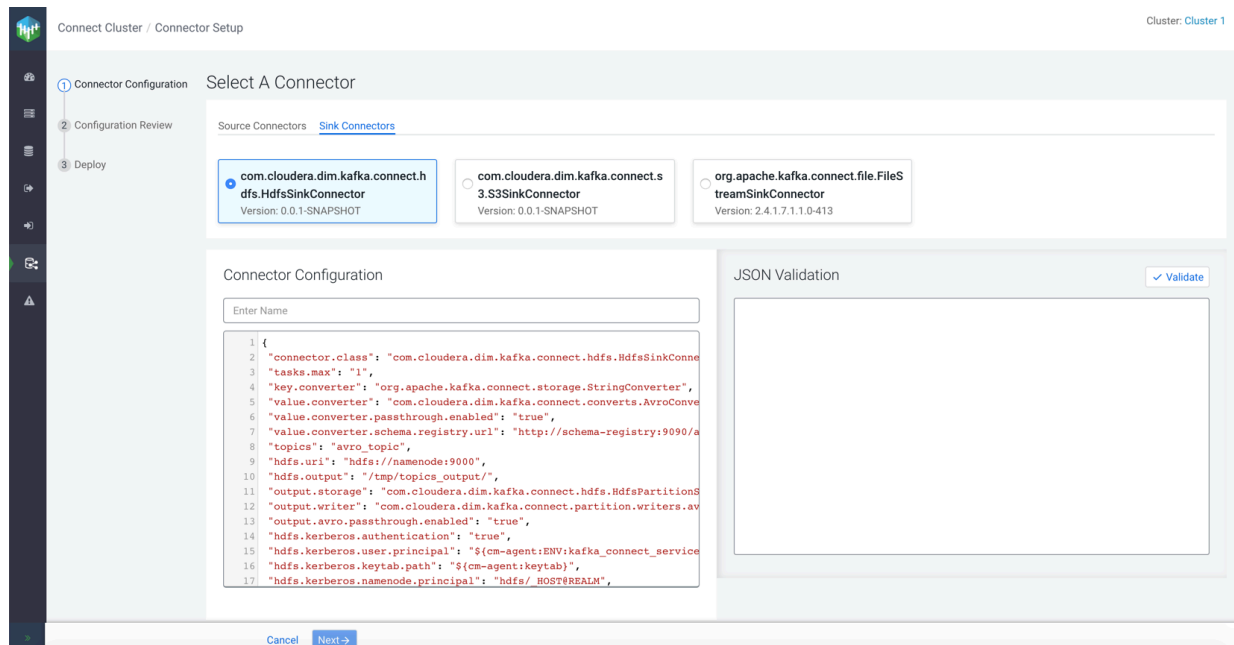 Connect Cluster / Connector Setup
Cluster: Cluster 1
1 Connector Configuration
2 Configuration Review
3 Deploy
Select A Connector
Source Connectors Sink Connectors
com.cloudera.dim.kafka.connect.h
dfs.HdfsSinkConnector
Version: 0.0.1-SNAPSHOT
com.cloudera.dim.kafka.connect.s
3.S3SinkConnector
Version: 0.0.1-SNAPSHOT
org.apache.kafka.connect.file.FileS
treamSinkConnector
Version: 2.4.1.7.1.1.0-413
Connector Configuration
Enter Name
1 {
2 "connector.class": "com.cloudera.dim.kafka.connect.hdfs.HdfsSinkConne
3 "tasks.max": "1",
4 "key.converter": "org.apache.kafka.connect.storage.StringConverter",
5 "value.converter": "com.cloudera.dim.kafka.connect.converts.AvroConve
6 "value.converter.passthrough.enabled": "true",
7 "value.converter.schema.registry.url": "http://schema-registry:9090/a
8 "topics": "avro_topic",
9 "hdfs.uri": "hdfs://namenode:9000",
10 "hdfs.output": "/tmp/topics_output/",
11 "output.storage": "com.cloudera.dim.kafka.connect.hdfs.HdfsPartitionS
12 "output.writer": "com.cloudera.dim.kafka.connect.partition.writers.av
13 "output.avro.passthrough.enabled": "true",
14 "hdfs.kerberos.authentication": "true",
15 "hdfs.kerberos.user.principal": "${cm-agent:ENV:kafka_connect_service
16 "hdfs.kerberos.keytab.path": "${cm-agent:keytab}",
17 "hdfs.kerberos.namenode.principal": "hdfs/_HOST@REALM",
JSON Validation
Validate
Cancel Next